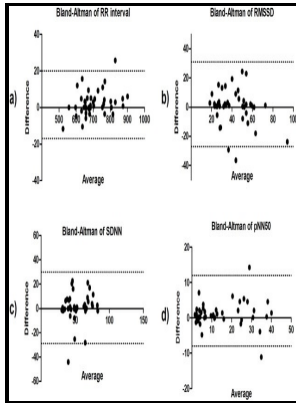 Bland-Altman of RR interval
a)
Difference
40
20
0
-20
-40
500 600 700 800 900 1000
Average
Bland-Altman of RMSSD
b)
Difference
40
20
0
-20
20 40 60 80 100
Average
Bland-Altman of SDNN
c)
Difference
60
40
20
0
-20
-40
-60
50 100 150
Average
Bland-Altman of pNN50
d)
Difference
20
10
0
-10
-20
10 20 30 40 50
Average